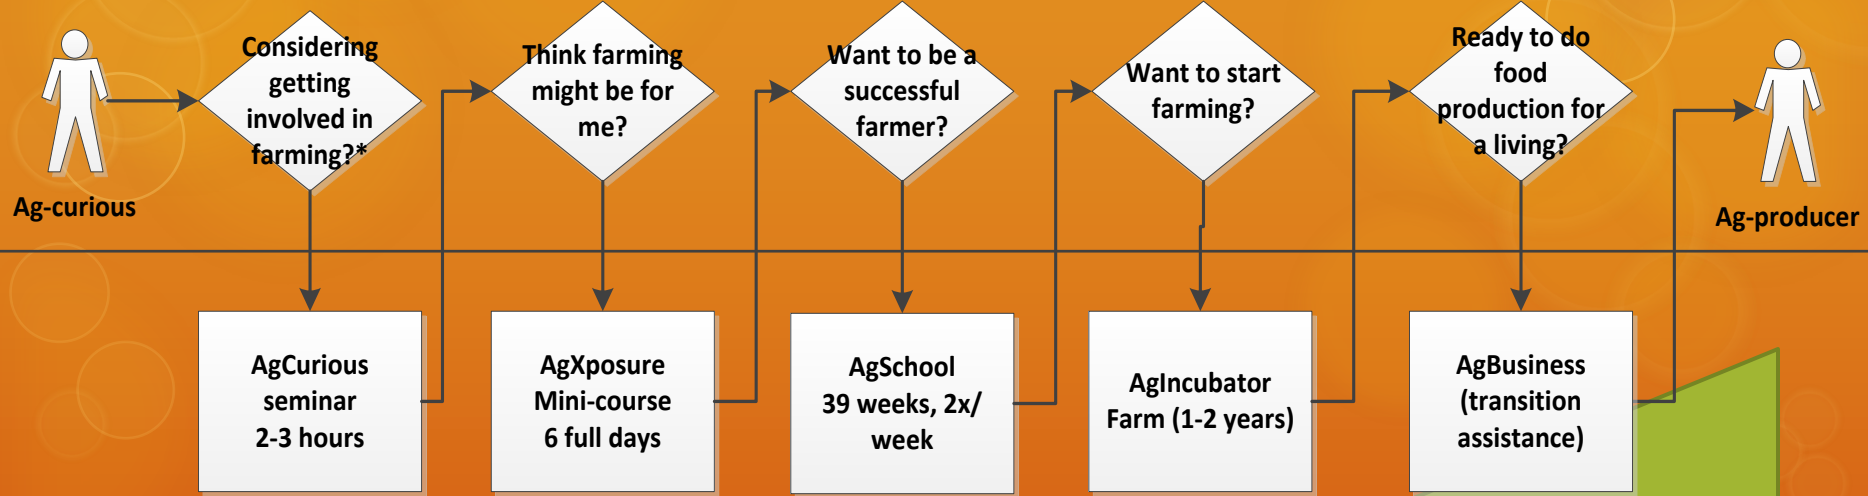 Ag-curious
Considering
getting
involved in
farming?*
Think farming
might be for
me?
Want to be a
successful
farmer?
Want to start
farming?
Ready to do
food
production for
a living?
Ag-producer
AgCurious
seminar
2-3 hours
AgXposure
Mini-course
6 full days
AgSchool
39 weeks, 2x/
week
AgIncubator
Farm (1-2 years)
AgBusiness
(transition
assistance)